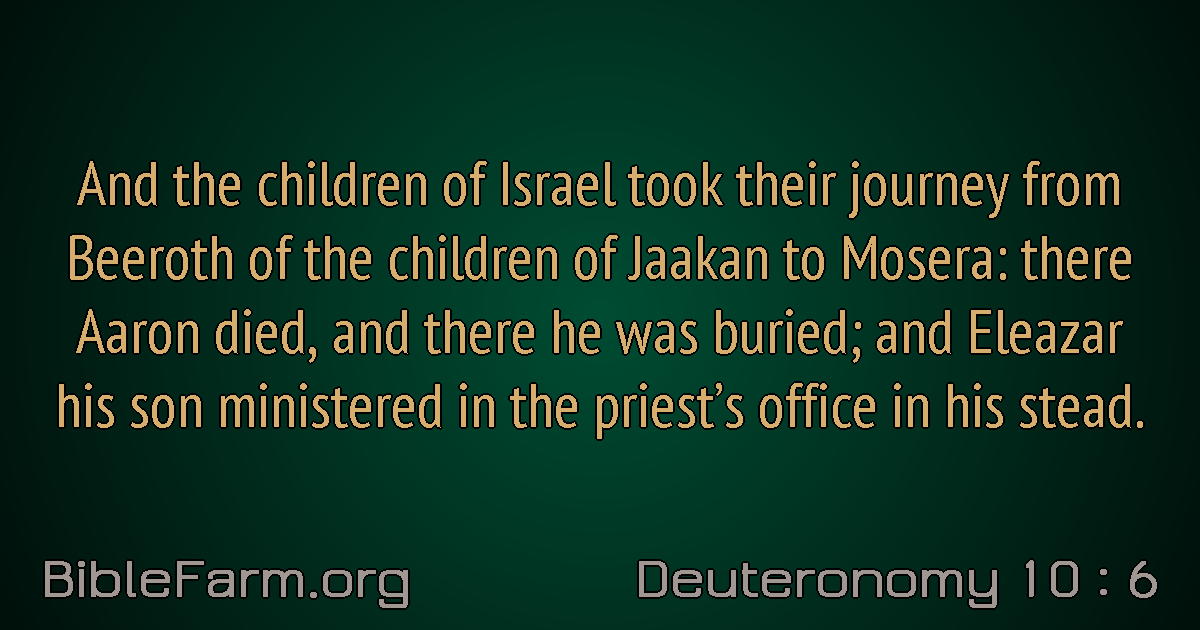 And the children of Israel took their journey from
Beeroth of the children of Jaakan to Mosera: there
Aaron died, and there he was buried; and Eleazar
his son ministered in the priest’s office in his stead.
BibleFarm.org
Deuteronomy 10 : 6